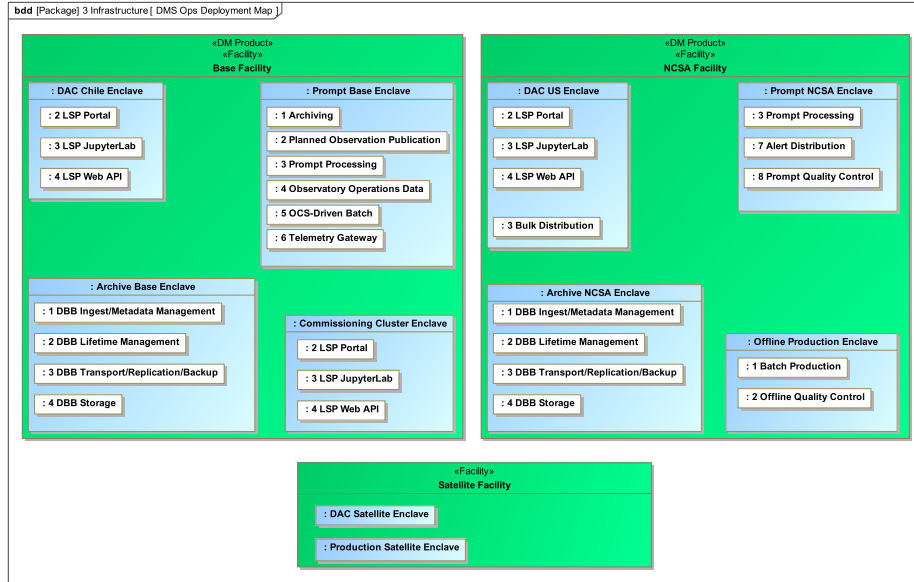 bdd [Package] 3 Infrastructure [ DMS Ops Deployment Map ]
«DM Product»
«Facility»
Base Facility
: DAC Chile Enclave
: 2 LSP Portal
: 3 LSP JupyterLab
: 4 LSP Web API
: Prompt Base Enclave
: 1 Archiving
: 2 Planned Observation Publication
: 3 Prompt Processing
: 4 Observatory Operations Data
: 5 OCS-Driven Batch
: 6 Telemetry Gateway
: Archive Base Enclave
: 1 DBB Ingest/Metadata Management
: 2 DBB Lifetime Management
: 3 DBB Transport/Replication/Backup
: 4 DBB Storage
: Commissioning Cluster Enclave
: 2 LSP Portal
: 3 LSP JupyterLab
: 4 LSP Web API
«DM Product»
«Facility»
NCSA Facility
: DAC US Enclave
: 2 LSP Portal
: 3 LSP JupyterLab
: 4 LSP Web API
: 3 Bulk Distribution
: Prompt NCSA Enclave
: 3 Prompt Processing
: 7 Alert Distribution
: 8 Prompt Quality Control
: Archive NCSA Enclave
: 1 DBB Ingest/Metadata Management
: 2 DBB Lifetime Management
: 3 DBB Transport/Replication/Backup
: 4 DBB Storage
: Offline Production Enclave
: 1 Batch Production
: 2 Offline Quality Control
«Facility»
Satellite Facility
: DAC Satellite Enclave
: Production Satellite Enclave